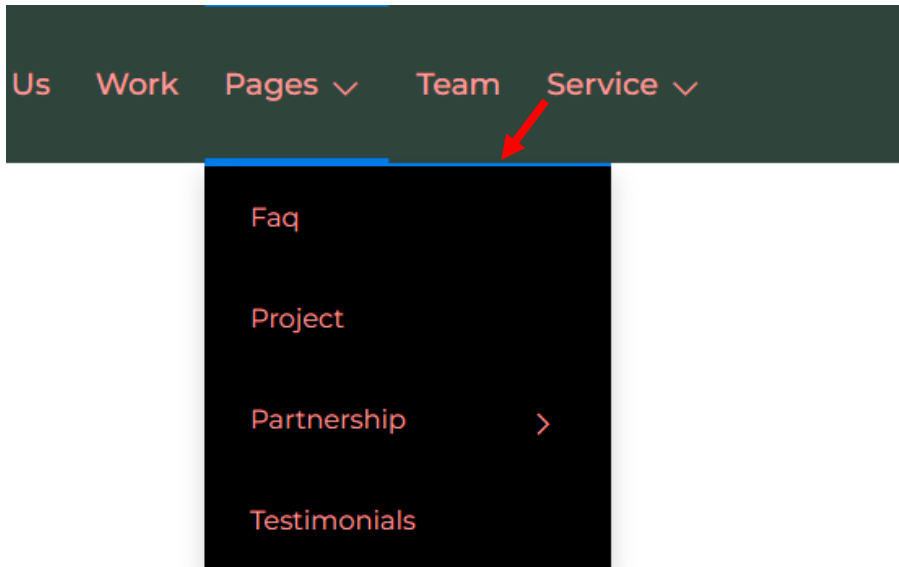 Us Work Pages Team Service
Faq
Project
Partnership
Testimonials